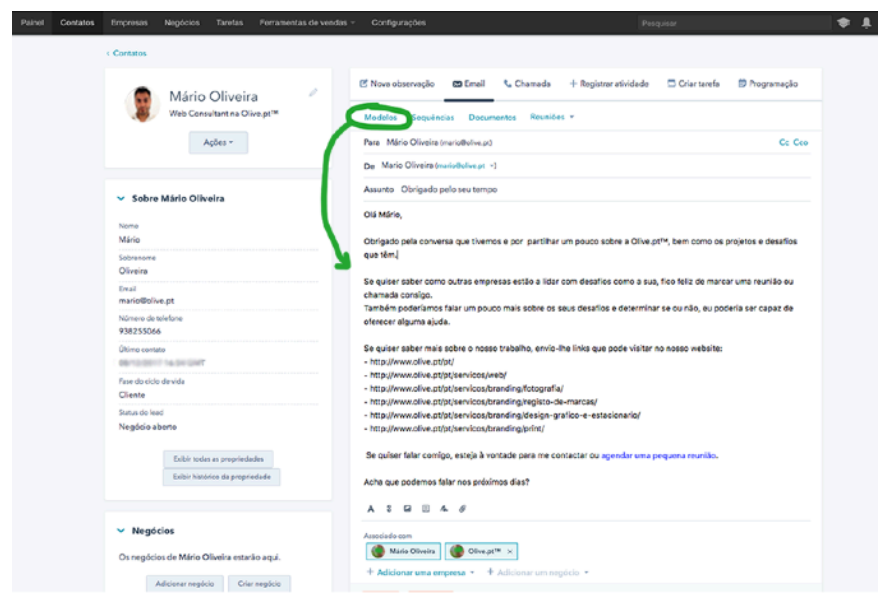 Painel Contatos Empresas Negócios Tarefas Ferramentas de vendas Configurações Pesquisar
‹ Contatos
Mário Oliveira
Web Consultant na Olive.pt™
Ações
Sobre Mário Oliveira
Nome
Mário
Sobrenome
Oliveira
Email
mario@olive.pt
Número de telefone
938255066
Último contato
Fase do ciclo de vida
Cliente
Status do lead
Negócio aberto
Exibir todas as propriedades
Exibir histórico da propriedade
Negócios
Os negócios de Mário Oliveira estarão aqui.
Adicionar negócio Criar negócio
Nova observação Email Chamada + Registrar atividade Criar tarefa Programação
Modelos Sequências Documentos Reuniões
Para Mário Oliveira (mario@olive.pt) Cc Cco
De Mario Oliveira (mario@olive.pt)
Assunto Obrigado pelo seu tempo
Olá Mário,
Obrigado pela conversa que tivemos e por partilhar um pouco sobre a Olive.pt™, bem como os projetos e desafios
que têm.
Se quiser saber como outras empresas estão a lidar com desafios como a sua, fico feliz de marcar uma reunião ou
chamada consigo.
Também poderíamos falar um pouco mais sobre os seus desafios e determinar se ou não, eu poderia ser capaz de
oferecer alguma ajuda.
Se quiser saber mais sobre o nosso trabalho, envio-lhe links que pode visitar no nosso website:
- http://www.olive.pt/pt/
- http://www.olive.pt/pt/servicos/web/
- http://www.olive.pt/pt/servicos/branding/fotografia/
- http://www.olive.pt/pt/servicos/branding/registo-de-marcas/
- http://www.olive.pt/pt/servicos/branding/design-grafico-e-estacionario/
- http://www.olive.pt/pt/servicos/branding/print/
Se quiser falar comigo, esteja à vontade para me contactar ou agendar uma pequena reunião.
Acha que podemos falar nos próximos dias?
Associado com
Mário Oliveira Olive.pt™ ×
+ Adicionar uma empresa + Adicionar um negócio